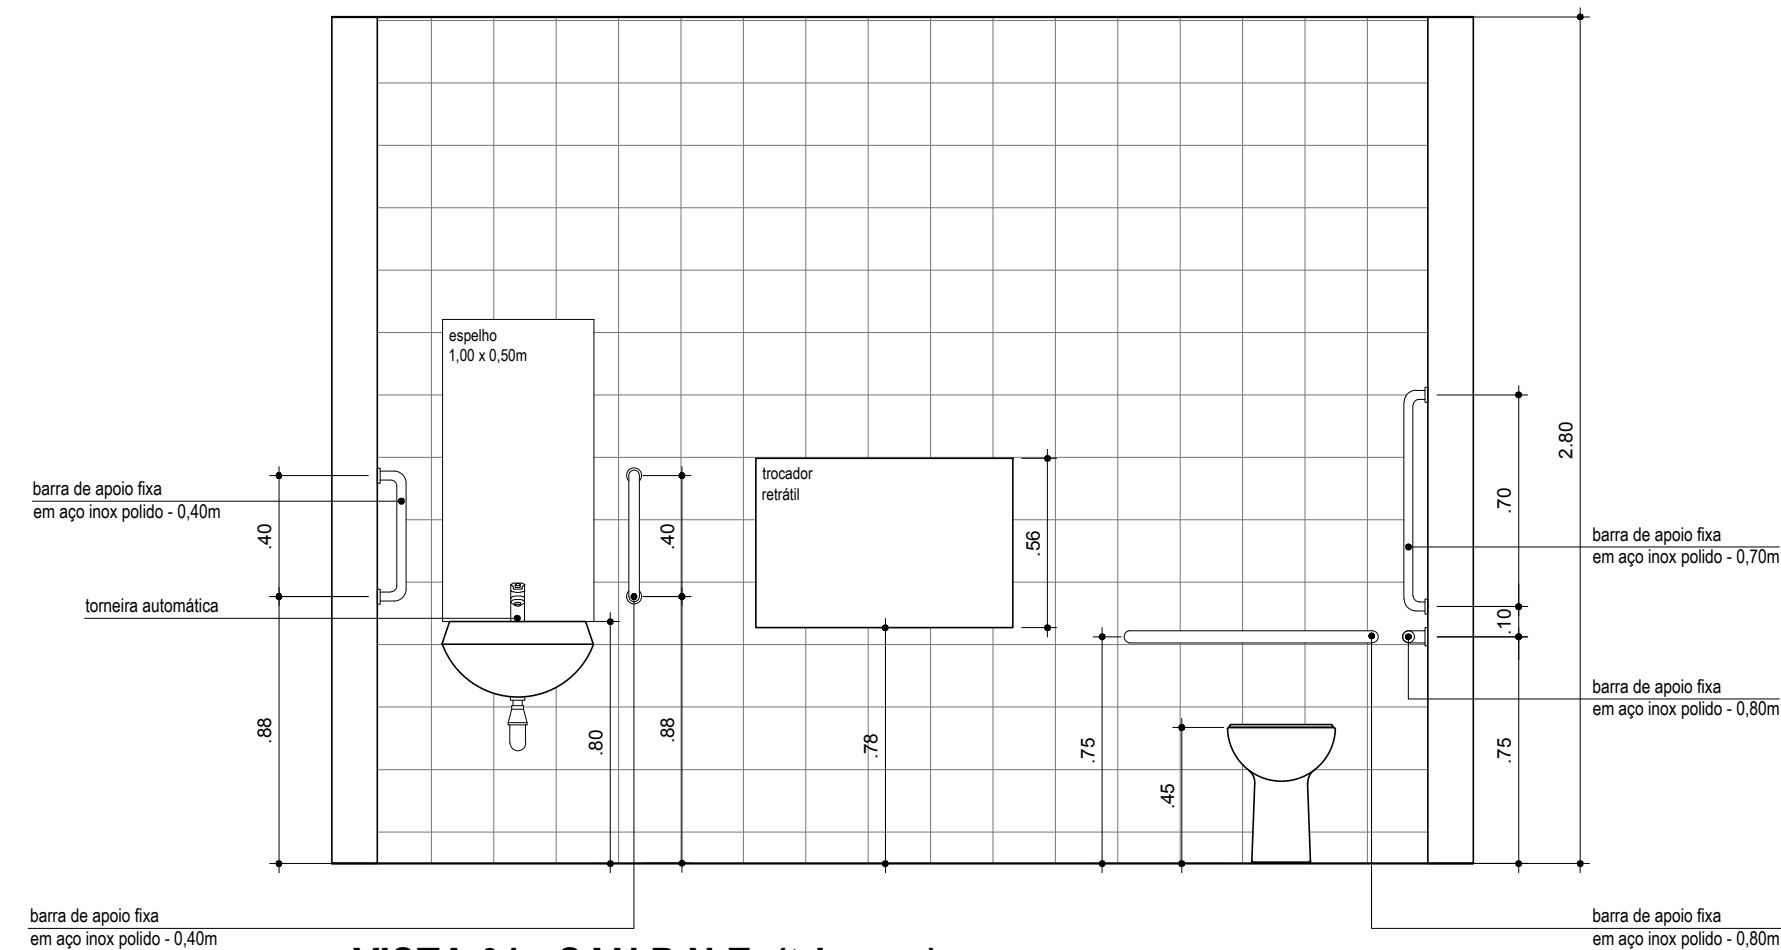 espelho
1,00 x 0,50m
trocador
retrátil
2.80
barra de apoio fixa
em aço inox polido - 0,40m
.40
.40
.56
.70
barra de apoio fixa
em aço inox polido - 0,70m
torneira automática
.10
barra de apoio fixa
em aço inox polido - 0,80m
.88
.80
.88
.78
.75
.45
.75
barra de apoio fixa
em aço inox polido - 0,40m
barra de apoio fixa
em aço inox polido - 0,80m
VISTA 01 - SAN P.N.E.